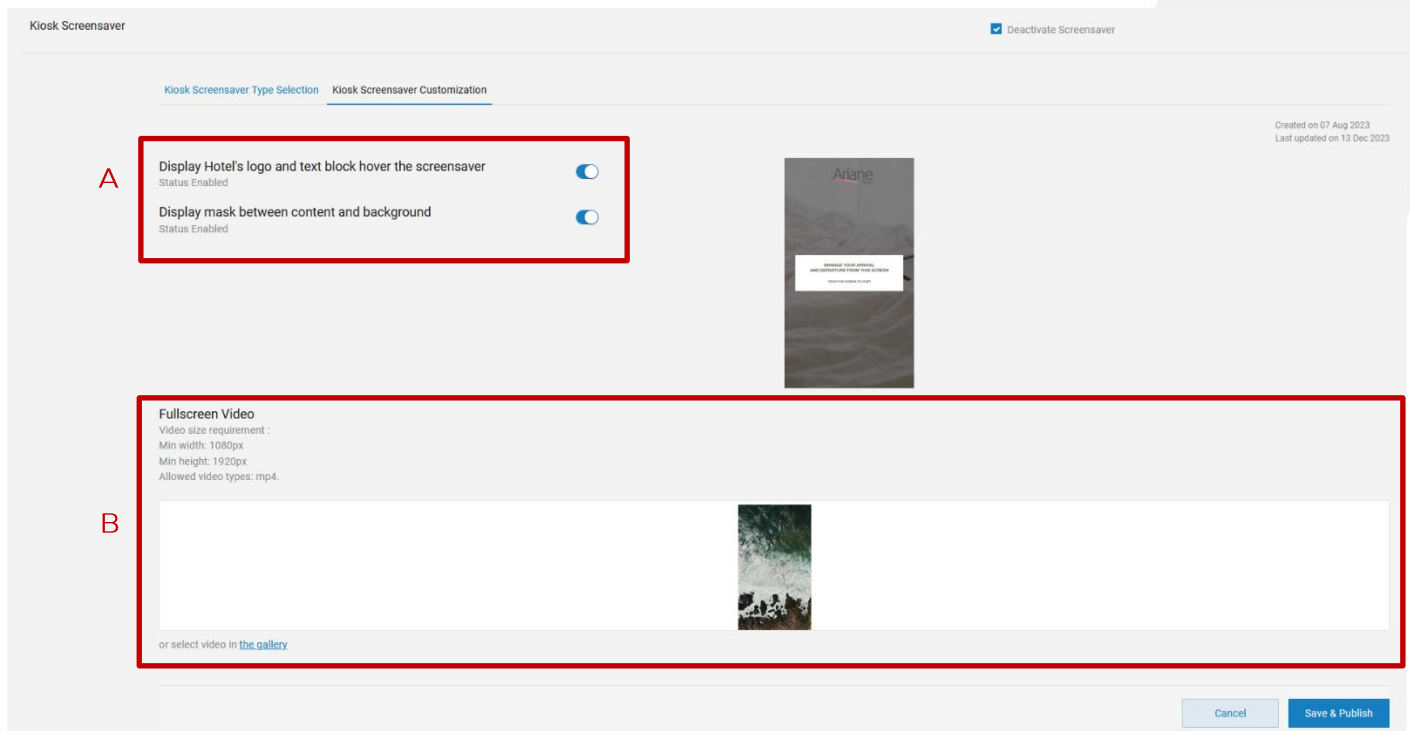 Kiosk Screensaver
Deactivate Screensaver
Kiosk Screensaver Type Selection Kiosk Screensaver Customization
Created on 07 Aug 2023
Last updated on 13 Dec 2023
A
Display Hotel's logo and text block hover the screensaver
Status Enabled
Display mask between content and background
Status Enabled
Ariane
MANAGE YOUR ARRIVAL
AND DEPARTURE FROM THIS SCREEN
TOUCH THE SCREEN TO START
B
Fullscreen Video
Video size requirement :
Min width: 1080px
Min height: 1920px
Allowed video types: mp4.
or select video in the gallery
Cancel
Save & Publish